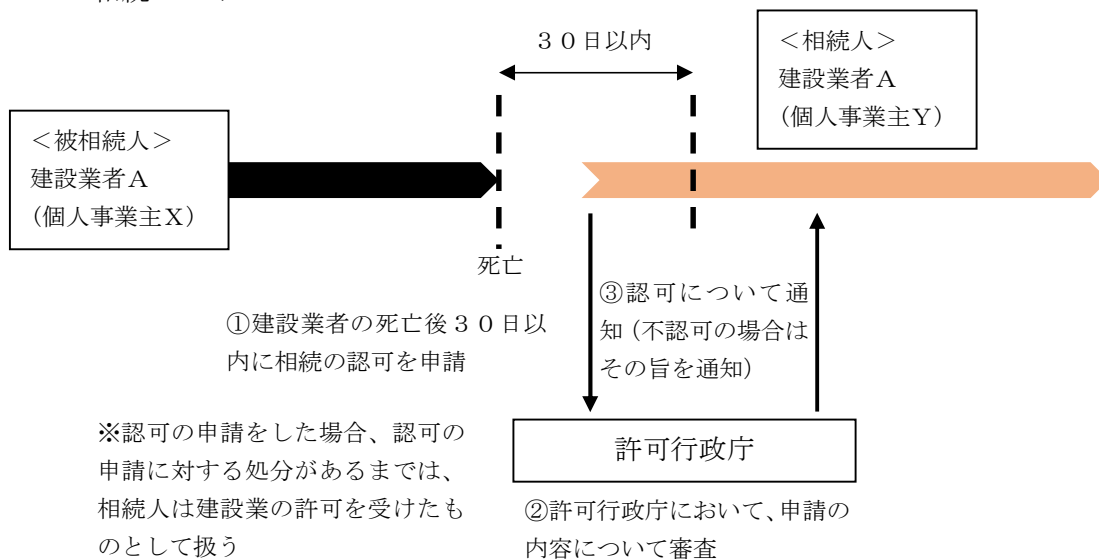 ３０日以内
＜相続人＞
建設業者Ａ
（個人事業主Ｙ）
＜被相続人＞
建設業者Ａ
（個人事業主Ｘ）
死亡
①建設業者の死亡後３０日以
内に相続の認可を申請
③認可について通
知（不認可の場合は
その旨を通知）
※認可の申請をした場合、認可の
申請に対する処分があるまでは、
相続人は建設業の許可を受けたも
のとして扱う
許可行政庁
②許可行政庁において、申請の
内容について審査